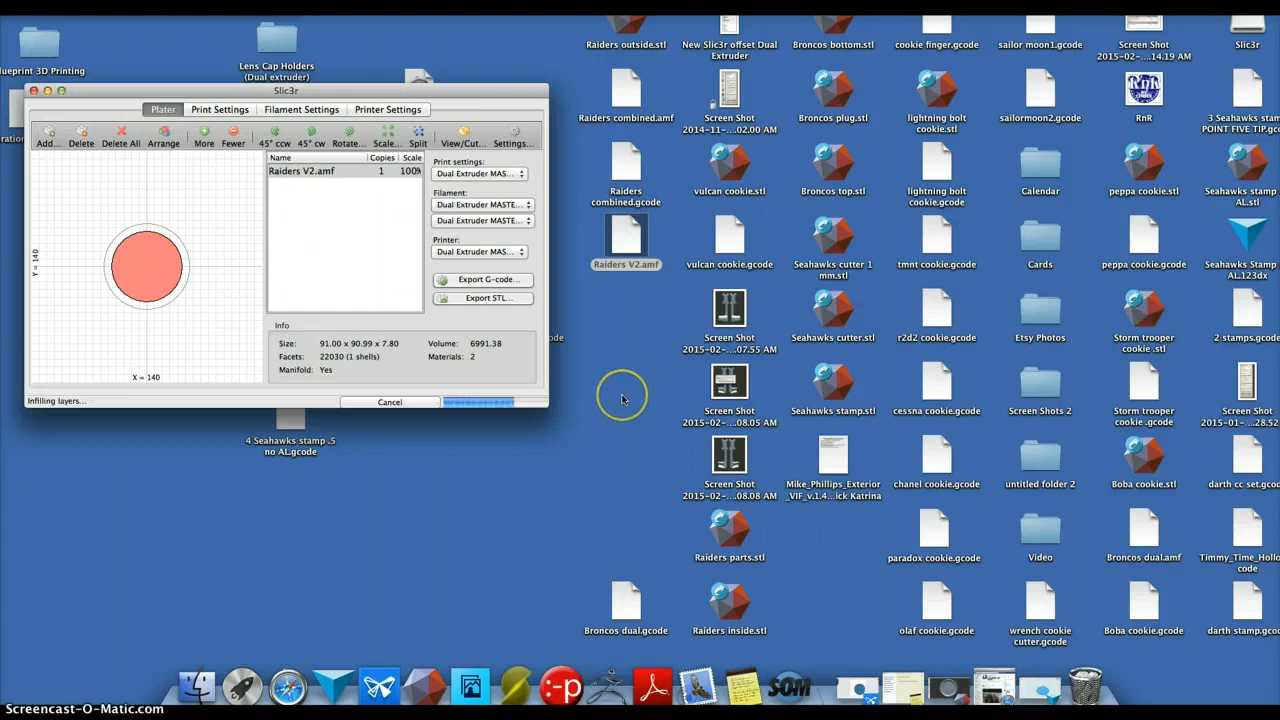 Raiders outside.stl
New Slic3r offset Dual
Extruder
Broncos bottom.stl
cookie finger.gcode
sailor moon1.gcode
Screen Shot
2015-02-...14.19 AM
Slic3r
ueprint 3D Printing
Lens Cap Holders
(Dual extruder)
Slic3r
Plater
Print Settings
Filament Settings
Printer Settings
Add...
Delete
Delete All
Arrange
More
Fewer
45° ccw
45° cw
Rotate...
Scale...
Split
View/Cut...
Settings...
Name
Copies
Scale
Raiders V2.amf
1
100%
Print settings:
Dual Extruder MAS...
Filament:
Dual Extruder MASTE...
Dual Extruder MASTE...
Printer:
Dual Extruder MAS...
Export G-code...
Export STL...
Y = 140
X = 140
Info
Size:
91.00 x 90.99 x 7.80
Volume:
6991.38
Facets:
22030 (1 shells)
Materials:
2
Manifold:
Yes
Infilling layers...
Cancel
4 Seahawks stamp .5
no AL.gcode
Raiders combined.amf
Screen Shot
2014-11-...02.00 AM
Broncos plug.stl
lightning bolt
cookie.stl
sailormoon2.gcode
RnR
3 Seahawks stam
POINT FIVE TIP.gco
Raiders
combined.gcode
vulcan cookie.stl
Broncos top.stl
lightning bolt
cookie.gcode
Calendar
peppa cookie.stl
Seahawks stamp
AL.stl
Raiders V2.amf
vulcan cookie.gcode
Seahawks cutter 1
mm.stl
tmnt cookie.gcode
Cards
peppa cookie.gcode
Seahawks Stamp
AL.123dx
Screen Shot
2015-02-...07.55 AM
Seahawks cutter.stl
r2d2 cookie.gcode
Etsy Photos
Storm trooper
cookie .stl
2 stamps.gcode
Screen Shot
2015-02-...08.05 AM
Seahawks stamp.stl
cessna cookie.gcode
Screen Shots 2
Storm trooper
cookie .gcode
Screen Shot
2015-01-...28.52
Screen Shot
2015-02-...08.08 AM
Mike_Phillips_Exterior
_VIF_v.1.4...ick Katrina
chanel cookie.gcode
untitled folder 2
Boba cookie.stl
darth cc set.gcod
Raiders parts.stl
paradox cookie.gcode
Video
Broncos dual.amf
Timmy_Time_Hollo
code
Broncos dual.gcode
Raiders inside.stl
olaf cookie.gcode
wrench cookie
cutter.gcode
Boba cookie.gcode
darth stamp.gcod
:-p
SOM
Screencast-O-Matic.com